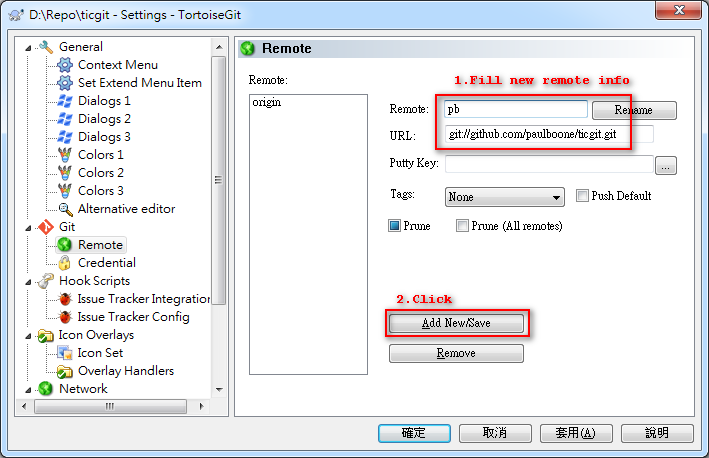 D:\Repo\ticgit - Settings - TortoiseGit
General
Context Menu
Set Extend Menu Item
Dialogs 1
Dialogs 2
Dialogs 3
Colors 1
Colors 2
Colors 3
Alternative editor
Git
Remote
Credential
Hook Scripts
Issue Tracker Integration
Issue Tracker Config
Icon Overlays
Icon Set
Overlay Handlers
Network
Remote
Remote:
origin
1.Fill new remote info
Remote: pb Rename
URL: git://github.com/paulboone/ticgit.git
Putty Key: ...
Tags: None Push Default
Prune Prune (All remotes)
2.Click
Add New/Save
Remove
確定 取消 套用(A) 說明